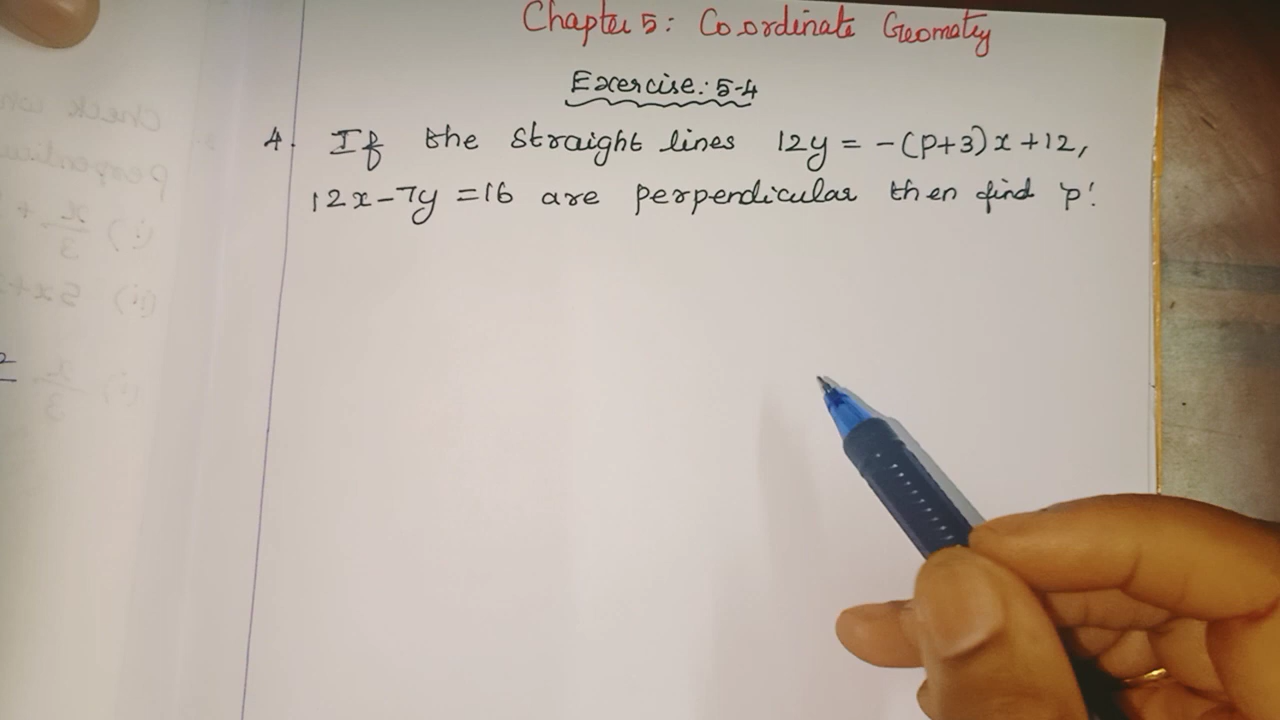 Chapter 5: Coordinate Geometry
Exercise: 5.4
4. If the straight lines 12y = -(p+3)x +12,
12x - 7y = 16 are perpendicular then find 'p'.